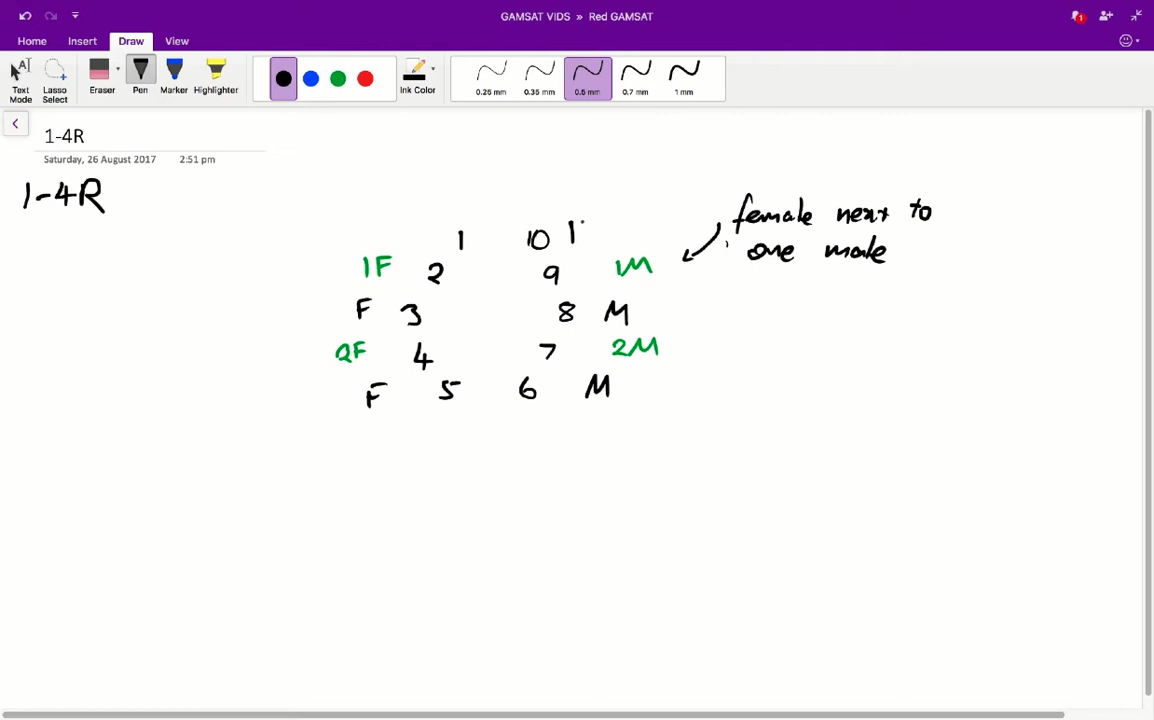 GAMSAT VIDS » Red GAMSAT
1
Home Insert Draw View
Text Mode
Lasso Select
Eraser
Pen
Marker
Highlighter
Ink Color
0.25 mm
0.35 mm
0.5 mm
0.7 mm
1 mm
1-4R
Saturday, 26 August 2017 2:51 pm
1-4R
female next to
one male
1 10
1F 2 9 1M
F 3 8 M
2F 4 7 2M
F 5 6 M